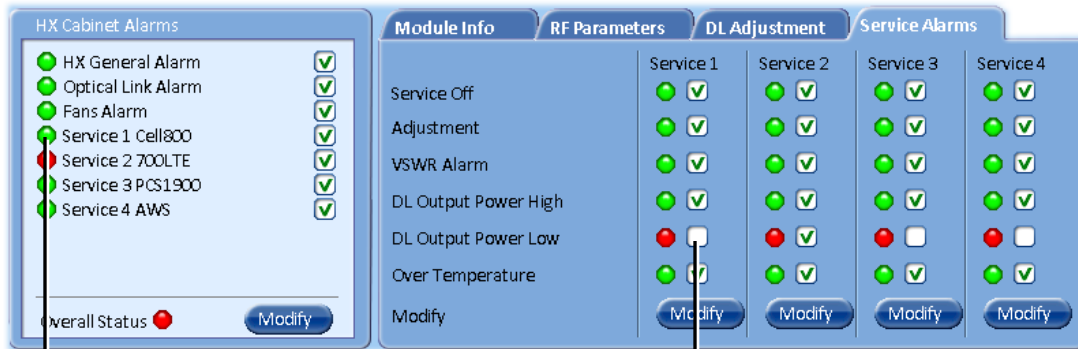 HX Cabinet Alarms
HX General Alarm
Optical Link Alarm
Fans Alarm
Service 1 Cell800
Service 2 700LTE
Service 3 PCS1900
Service 4 AWS
Overall Status
Modify
Module Info RF Parameters DL Adjustment Service Alarms
Service 1 Service 2 Service 3 Service 4
Service Off
Adjustment
VSWR Alarm
DL Output Power High
DL Output Power Low
Over Temperature
Modify Modify Modify Modify Modify